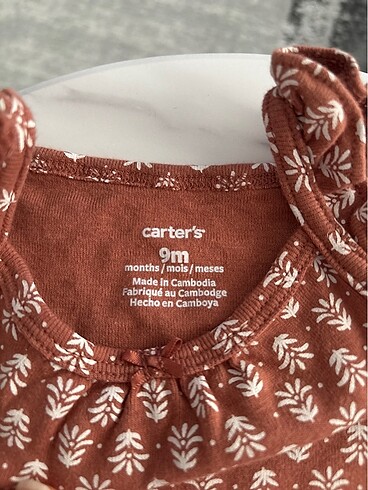 carter's
9m
months / mois / meses
Made in Cambodia
Fabriqué au Cambodge
Hecho en Camboya